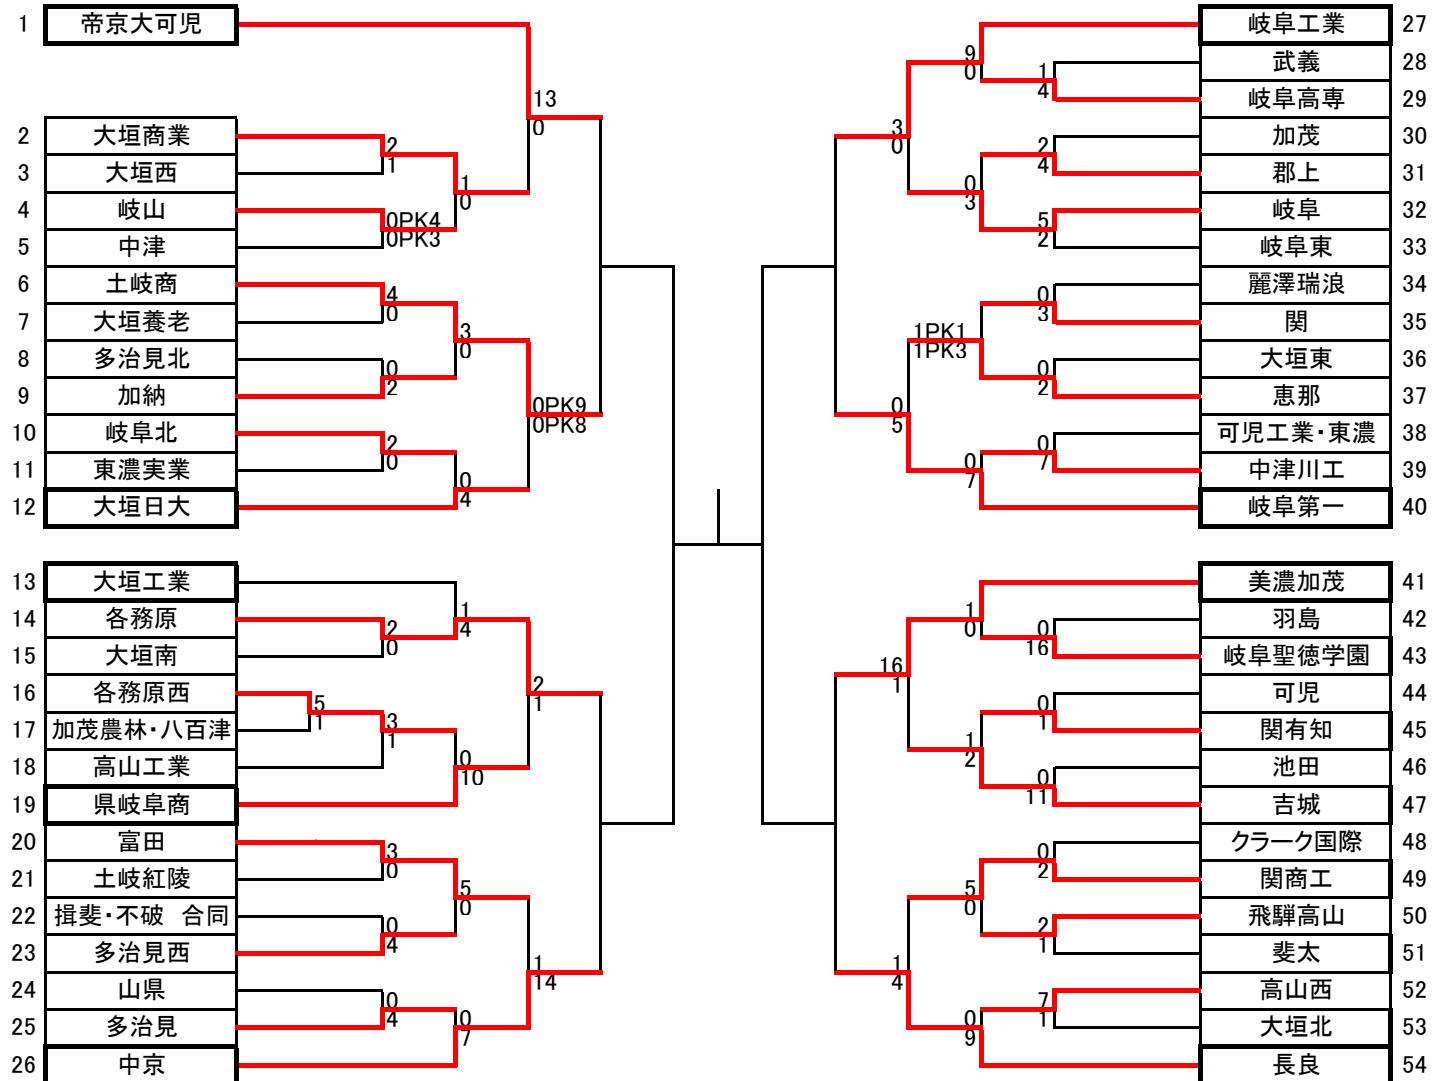 1 帝京大可児
13
0
2 大垣商業
2
1
3 大垣西
1
0
4 岐山
0PK4
0PK3
5 中津
6 土岐商
4
0
7 大垣養老
3
0
8 多治見北
0
2
9 加納
0PK9
0PK8
10 岐阜北
2
0
11 東濃実業
0
4
12 大垣日大
13 大垣工業
1
4
14 各務原
2
0
15 大垣南
16 各務原西
5
1
2
1
17 加茂農林・八百津
3
1
18 高山工業
0
10
19 県岐阜商
20 富田
3
0
21 土岐紅陵
5
0
22 揖斐・不破　合同
0
4
23 多治見西
1
14
24 山県
0
4
25 多治見
0
7
26 中京
岐阜工業 27
9
0
武義 28
1
4
岐阜高専 29
3
0
加茂 30
2
4
郡上 31
0
3
岐阜 32
5
2
岐阜東 33
麗澤瑞浪 34
0
3
関 35
1PK1
1PK3
大垣東 36
0
2
恵那 37
0
5
可児工業・東濃 38
0
7
中津川工 39
0
7
岐阜第一 40
美濃加茂 41
1
0
羽島 42
0
16
岐阜聖徳学園 43
16
1
可児 44
0
1
関有知 45
1
2
池田 46
0
11
吉城 47
クラーク国際 48
0
2
関商工 49
5
0
飛騨高山 50
2
1
斐太 51
1
4
高山西 52
7
1
大垣北 53
0
9
長良 54